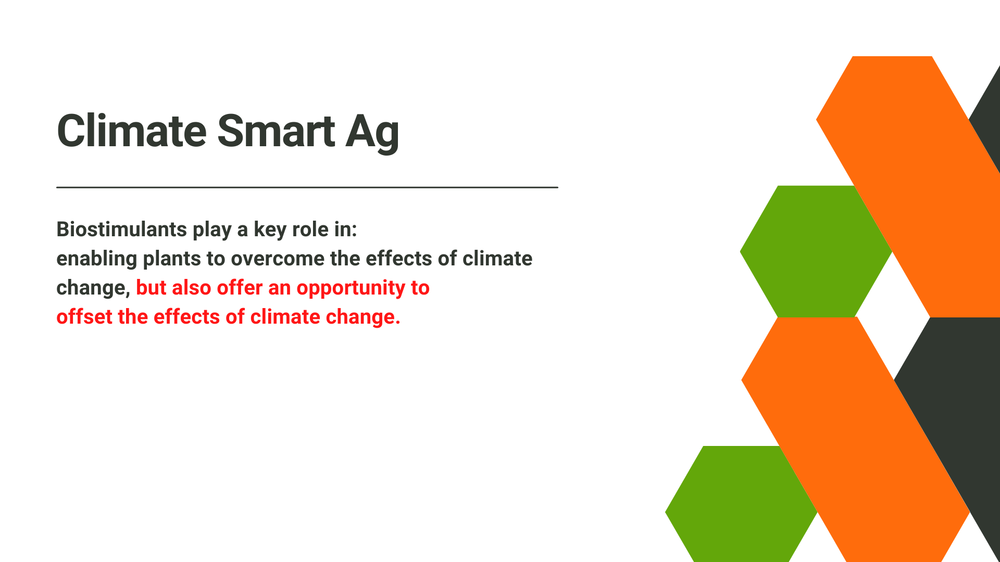 Climate Smart Ag
Biostimulants play a key role in:
enabling plants to overcome the effects of climate
change, but also offer an opportunity to
offset the effects of climate change.